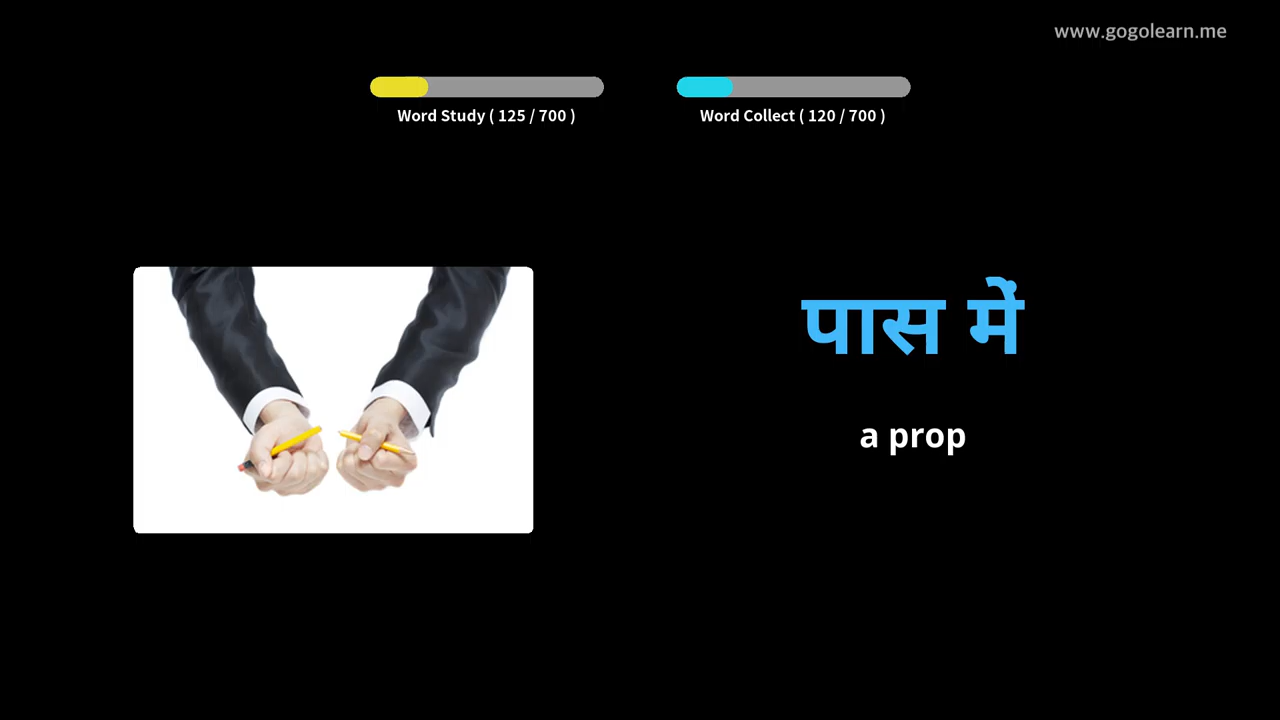 www.gogolearn.me
Word Study ( 125 / 700 )
Word Collect ( 120 / 700 )
पास में
a prop